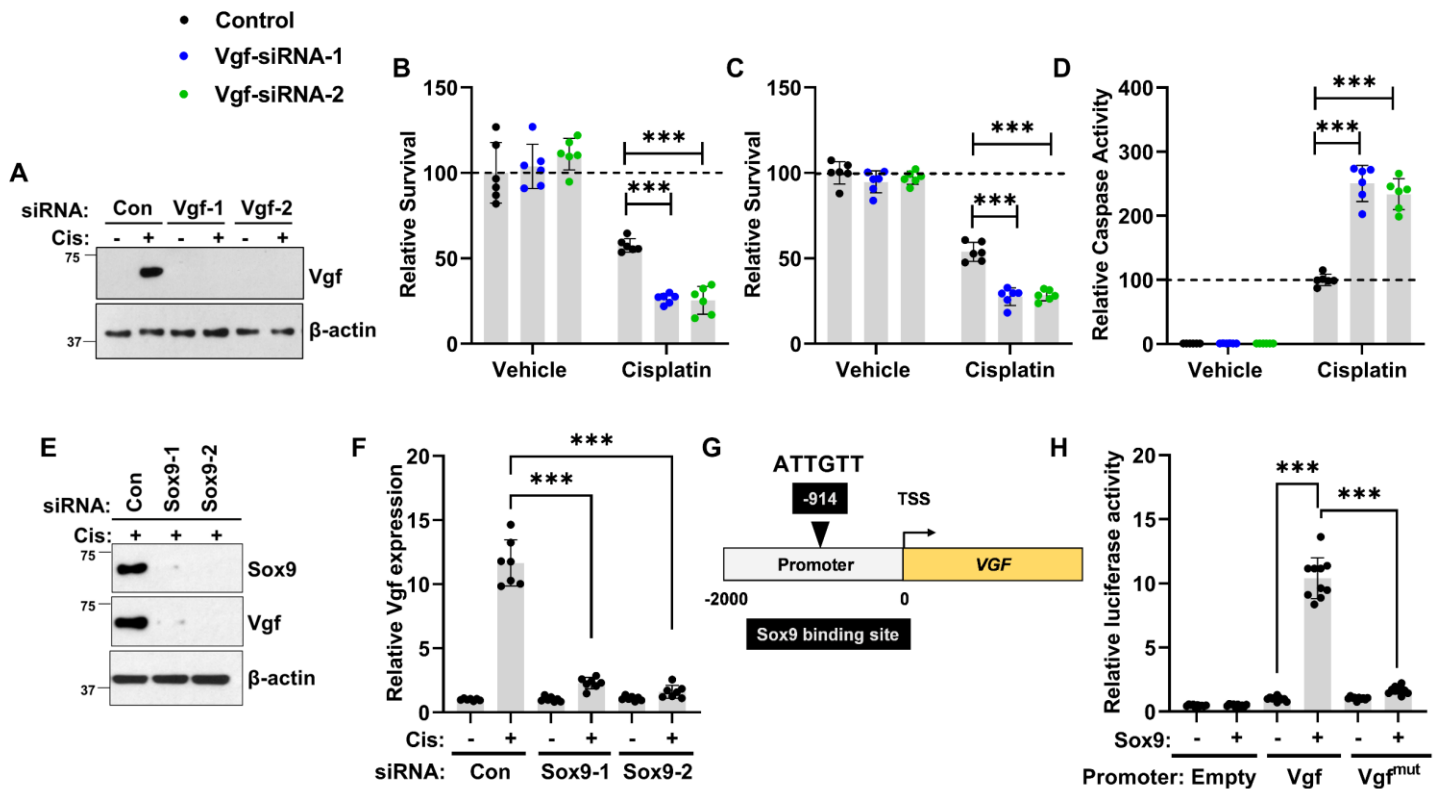 Control
Vgf-siRNA-1
Vgf-siRNA-2
A
siRNA: Con Vgf-1 Vgf-2
Cis: - + - + - +
75
Vgf
β-actin
37
B
Relative Survival
150
100
50
0
***
***
Vehicle Cisplatin
C
Relative Survival
150
100
50
0
***
***
Vehicle Cisplatin
D
Relative Caspase Activity
400
300
200
100
0
***
***
Vehicle Cisplatin
E
siRNA: Con Sox9-1 Sox9-2
Cis: + + +
75
Sox9
75
Vgf
β-actin
37
F
Relative Vgf expression
20
15
10
5
0
***
***
Cis: - + - + - +
siRNA: Con Sox9-1 Sox9-2
G
ATTGTT
-914
TSS
Promoter VGF
-2000 0
Sox9 binding site
H
Relative luciferase activity
20
15
10
5
0
***
***
Sox9: - + - + - +
Promoter: Empty Vgf Vgfmut